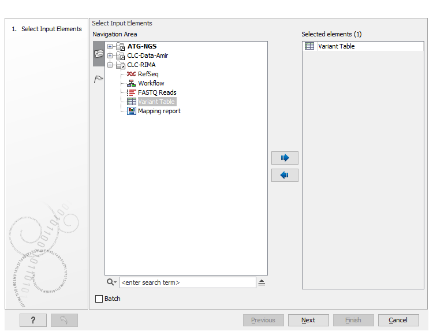 1. Select Input Elements
Select Input Elements
Navigation Area
ATG-NGS
CLC-Data-Amir
CLC-RIMA
RefSeq
Workflow
FASTQ Reads
Variant Table
Mapping report
<enter search term>
Batch
Selected elements (1)
Variant Table
?
Previous
Next
Finish
Cancel